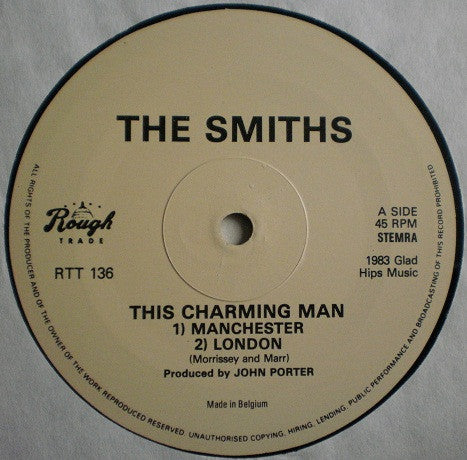 THE SMITHS
Rough
TRADE
RTT 136
A SIDE
45 RPM
STEMRA
1983 Glad
Hips Music
THIS CHARMING MAN
1) MANCHESTER
2) LONDON
(Morrissey and Marr)
Produced by JOHN PORTER
Made in Belgium
ALL RIGHTS OF THE PRODUCER AND OF THE OWNER OF THE WORK REPRODUCED RESERVED. UNAUTHORISED COPYING, HIRING, LENDING, PUBLIC PERFORMANCE AND BROADCASTING OF THIS RECORD PROHIBITED.